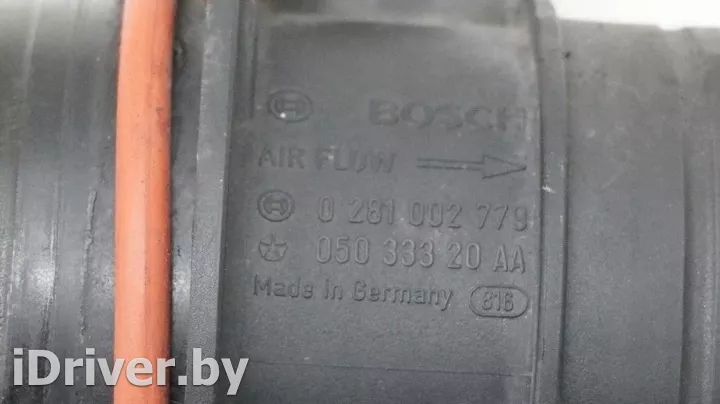 BOSCH
AIR FLOW
0 281 002 779
050 333 20 AA
Made in Germany 816
iDriver.by